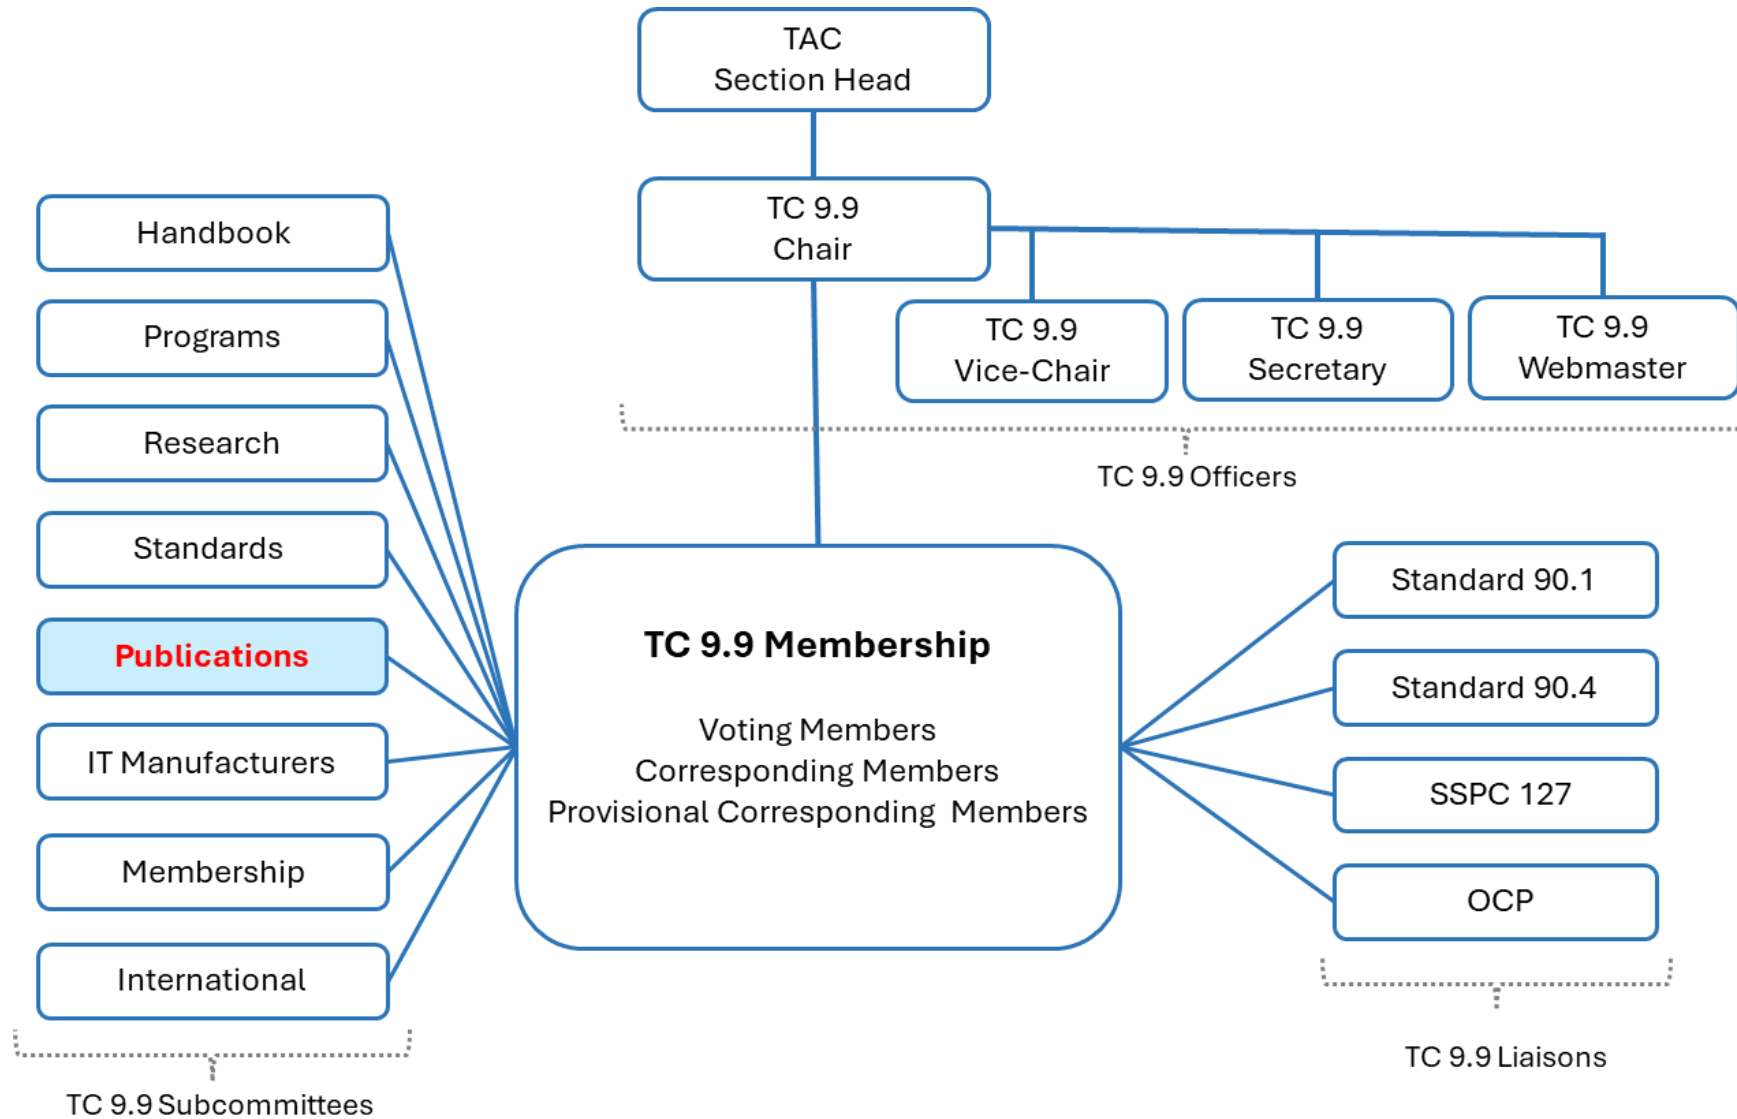 TAC
Section Head
TC 9.9
Chair
TC 9.9
Vice-Chair
TC 9.9
Secretary
TC 9.9
Webmaster
TC 9.9 Officers
Handbook
Programs
Research
Standards
Publications
IT Manufacturers
Membership
International
TC 9.9 Subcommittees
TC 9.9 Membership
Voting Members
Corresponding Members
Provisional Corresponding  Members
Standard 90.1
Standard 90.4
SSPC 127
OCP
TC 9.9 Liaisons